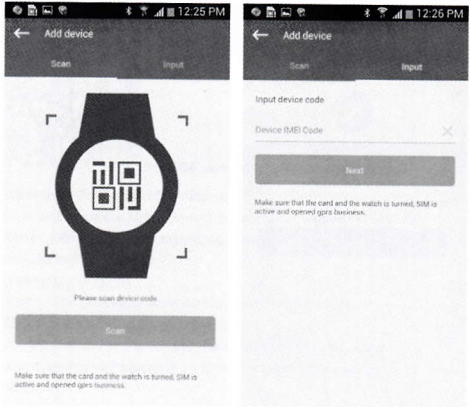 12:25 PM
Add device
Scan
Input
Please scan device code
Scan
Make sure that the card and the watch is turned, SIM is
active and opened gprs business.
12:26 PM
Add device
Scan
Input
Input device code
Device IMEI Code
Next
Make sure that the card and the watch is turned, SIM is
active and opened gprs business.